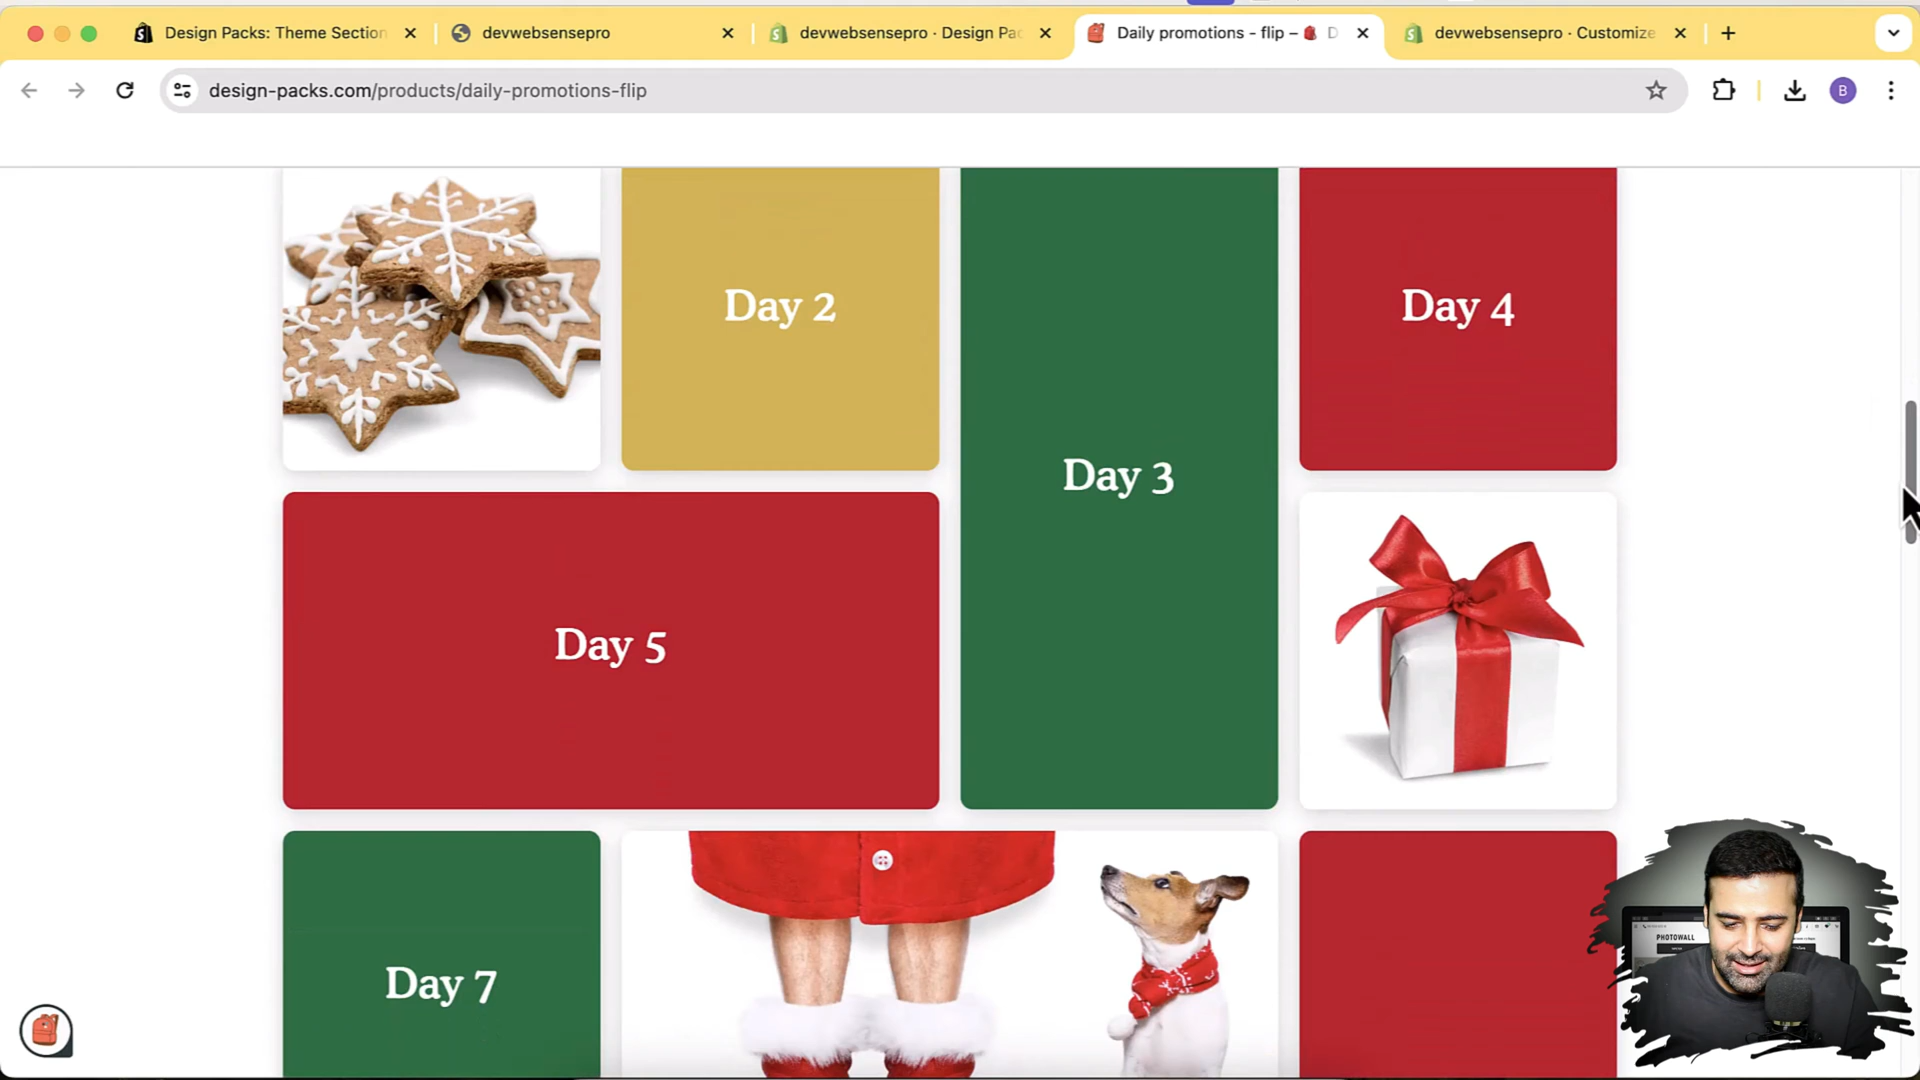 Design Packs: Theme Section
devwebsensepro
devwebsensepro · Design Pac
Daily promotions - flip – D
devwebsensepro · Customize
design-packs.com/products/daily-promotions-flip
B
Day 2
Day 3
Day 4
Day 5
Day 7
PHOTOWALL